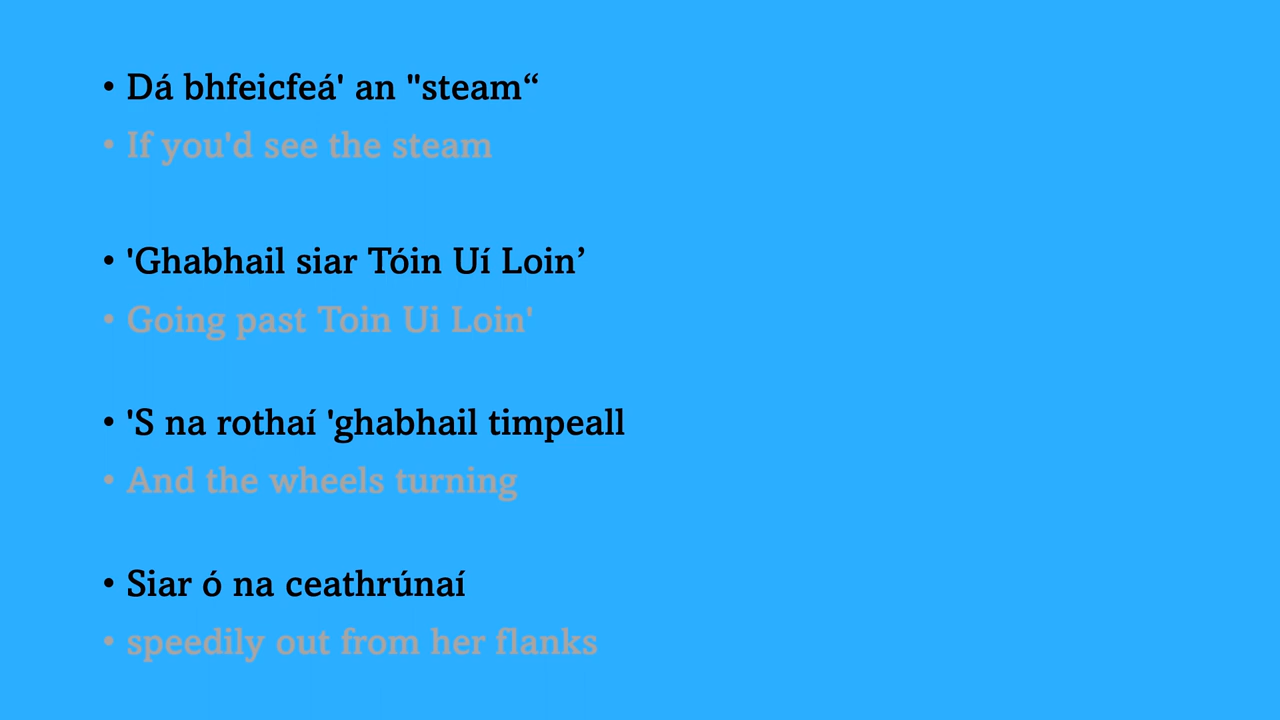 • Dá bhfeicfeá' an "steam“
• If you'd see the steam
• 'Ghabhail siar Tóin Uí Loin’
• Going past Toin Ui Loin'
• 'S na rothaí 'ghabhail timpeall
• And the wheels turning
• Siar ó na ceathrúnaí
• speedily out from her flanks